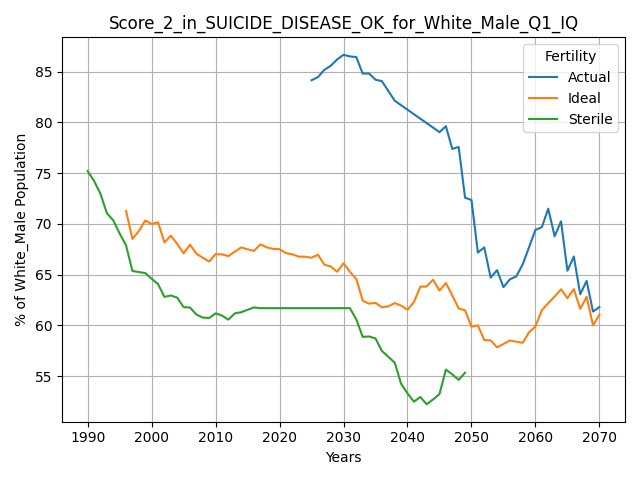 Score_2_in_SUICIDE_DISEASE_OK_for_White_Male_Q1_IQ
Fertility
Actual
Ideal
Sterile
% of White_Male Population
85
80
75
70
65
60
55
1990
2000
2010
2020
2030
2040
2050
2060
2070
Years